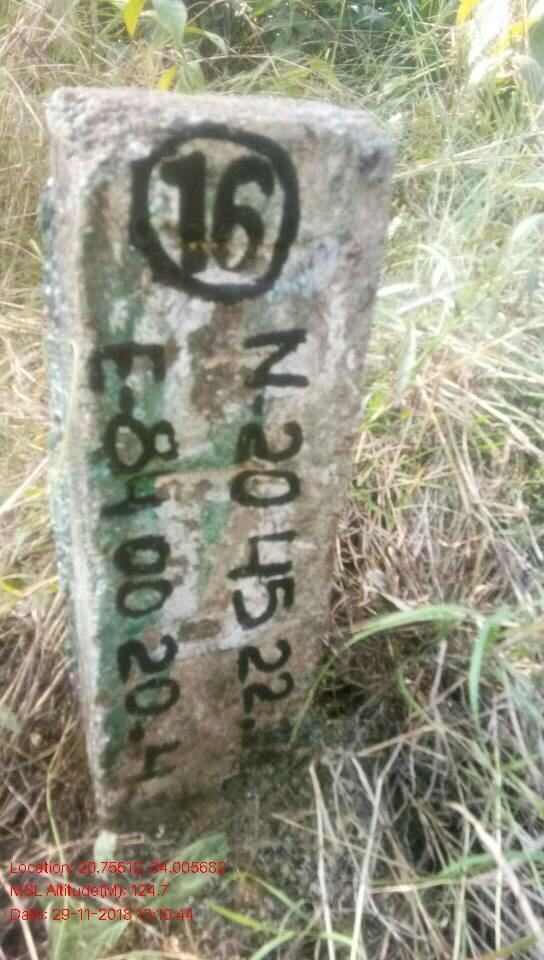 16
N-20 45 22.
E-84 00 20.4
Location: 20.75612, 84.005682
MSL Altitude(M): 124.7
Date: 29-11-2018 13:10:44